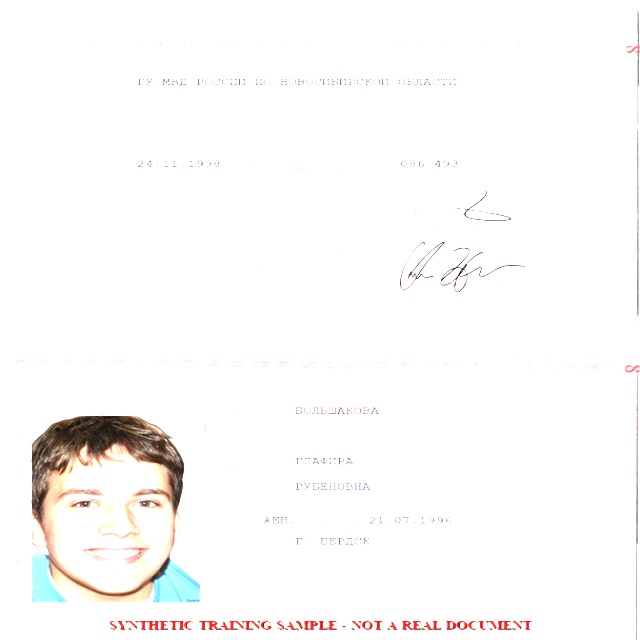 ГУ МВД РОССИИ ПО НОВОСИБИРСКОЙ ОБЛАСТИ
24.11.1998 086 493
БОЛЬШАКОВА
ГЛАФИРА
РУБЕНОВНА
21.07.1996
Г. БЕРДСК
SYNTHETIC TRAINING SAMPLE - NOT A REAL DOCUMENT